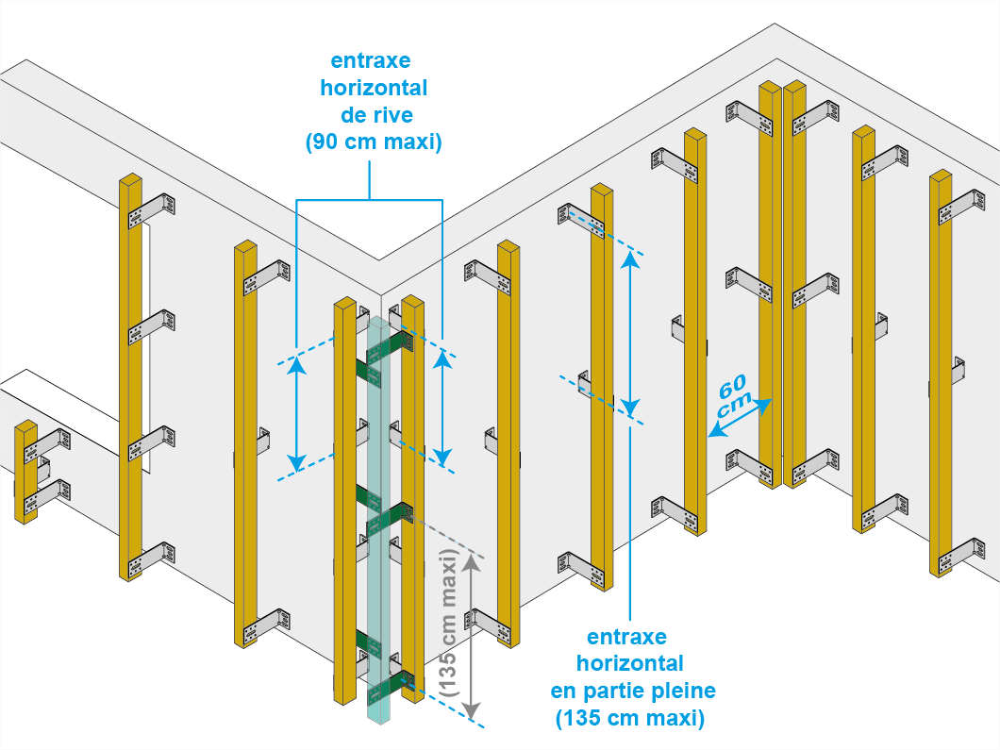 entraxe
horizontal
de rive
(90 cm maxi)
60
cm
(135 cm maxi)
entraxe
horizontal
en partie pleine
(135 cm maxi)